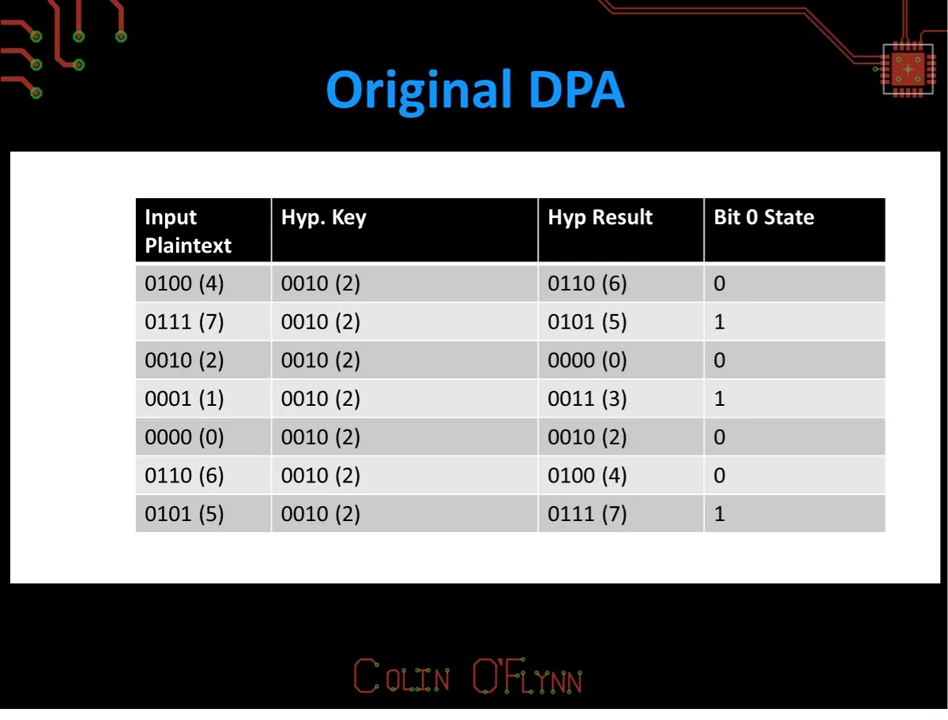 Original DPA
Input Plaintext Hyp. Key Hyp Result Bit 0 State
0100 (4) 0010 (2) 0110 (6) 0
0111 (7) 0010 (2) 0101 (5) 1
0010 (2) 0010 (2) 0000 (0) 0
0001 (1) 0010 (2) 0011 (3) 1
0000 (0) 0010 (2) 0010 (2) 0
0110 (6) 0010 (2) 0100 (4) 0
0101 (5) 0010 (2) 0111 (7) 1
COLIN O'FLYNN